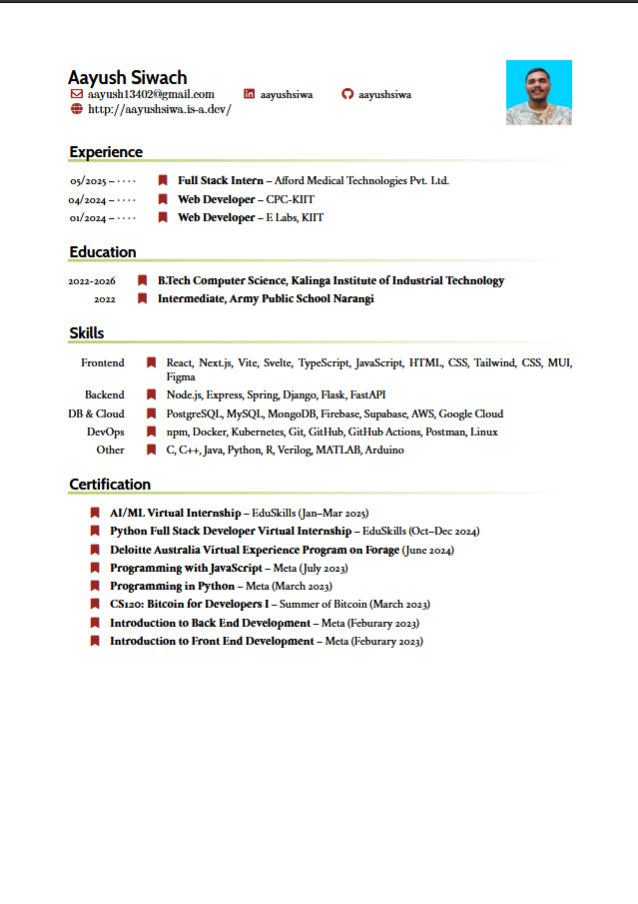 Aayush Siwach
aayush13402@gmail.com aayushsiwa aayushsiwa
http://aayushsiwa.is-a.dev/
Experience
05/2025 – · · · · Full Stack Intern – Afford Medical Technologies Pvt. Ltd.
04/2024 – · · · · Web Developer – CPC-KIIT
01/2024 – · · · · Web Developer – E Labs, KIIT
Education
2022-2026 B.Tech Computer Science, Kalinga Institute of Industrial Technology
2022 Intermediate, Army Public School Narangi
Skills
Frontend React, Next.js, Vite, Svelte, TypeScript, JavaScript, HTML, CSS, Tailwind, CSS, MUI,
Figma
Backend Node.js, Express, Spring, Django, Flask, FastAPI
DB & Cloud PostgreSQL, MySQL, MongoDB, Firebase, Supabase, AWS, Google Cloud
DevOps npm, Docker, Kubernetes, Git, GitHub, GitHub Actions, Postman, Linux
Other C, C++, Java, Python, R, Verilog, MATLAB, Arduino
Certification
AI/ML Virtual Internship – EduSkills (Jan–Mar 2025)
Python Full Stack Developer Virtual Internship – EduSkills (Oct–Dec 2024)
Deloitte Australia Virtual Experience Program on Forage (June 2024)
Programming with JavaScript – Meta (July 2023)
Programming in Python – Meta (March 2023)
CS120: Bitcoin for Developers I – Summer of Bitcoin (March 2023)
Introduction to Back End Development – Meta (Feburary 2023)
Introduction to Front End Development – Meta (Feburary 2023)